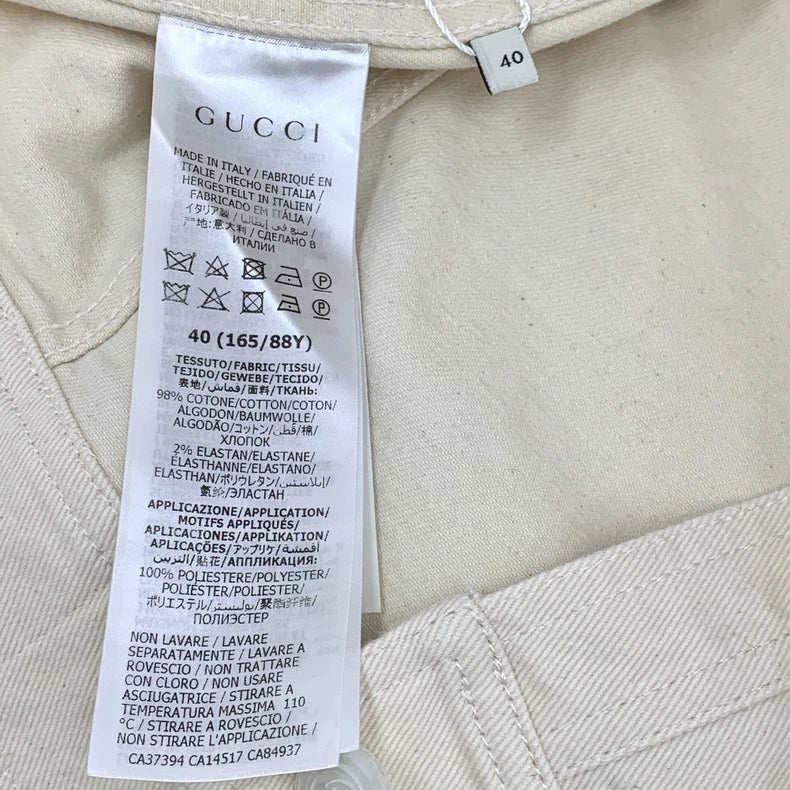 40
GUCCI
MADE IN ITALY / FABRIQUÉ EN
ITALIE / HECHO EN ITALIA /
HERGESTELLT IN ITALIEN /
FABRICADO EM ITÁLIA /
イタリア製 / صنع في إيطاليا /
产地:意大利 / СДЕЛАНО В
ИТАЛИИ
P
P
40 (165/88Y)
TESSUTO/FABRIC/TISSU/
TEJIDO/GEWEBE/TECIDO/
表地/قماش/面料/ТКАНЬ:
98% COTONE/COTTON/COTON/
ALGODON/BAUMWOLLE/
ALGODÃO/コットン/قطن/棉/
ХЛОПОК
2% ELASTAN/ELASTANE/
ÉLASTHANNE/ELASTANO/
ELASTHAN/ポリウレタン/إيلاستين/
氨纶/ЭЛАСТАН
APPLICAZIONE/APPLICATION/
MOTIFS APPLIQUÉS/
APLICACIONES/APPLIKATION/
APLICAÇÕES/アップリケ/أقمشة
التزيين/貼花/АППЛИКАЦИЯ:
100% POLIESTERE/POLYESTER/
POLIÉSTER/POLIESTER/
ポリエステル/بوليستر/聚酯纤维/
ПОЛИЭСТЕР
NON LAVARE / LAVARE
SEPARATAMENTE / LAVARE A
ROVESCIO / NON TRATTARE
CON CLORO / NON USARE
ASCIUGATRICE / STIRARE A
TEMPERATURA MASSIMA 110
°C / STIRARE A ROVESCIO /
NON STIRARE L'APPLICAZIONE /
CA37394 CA14517 CA84937